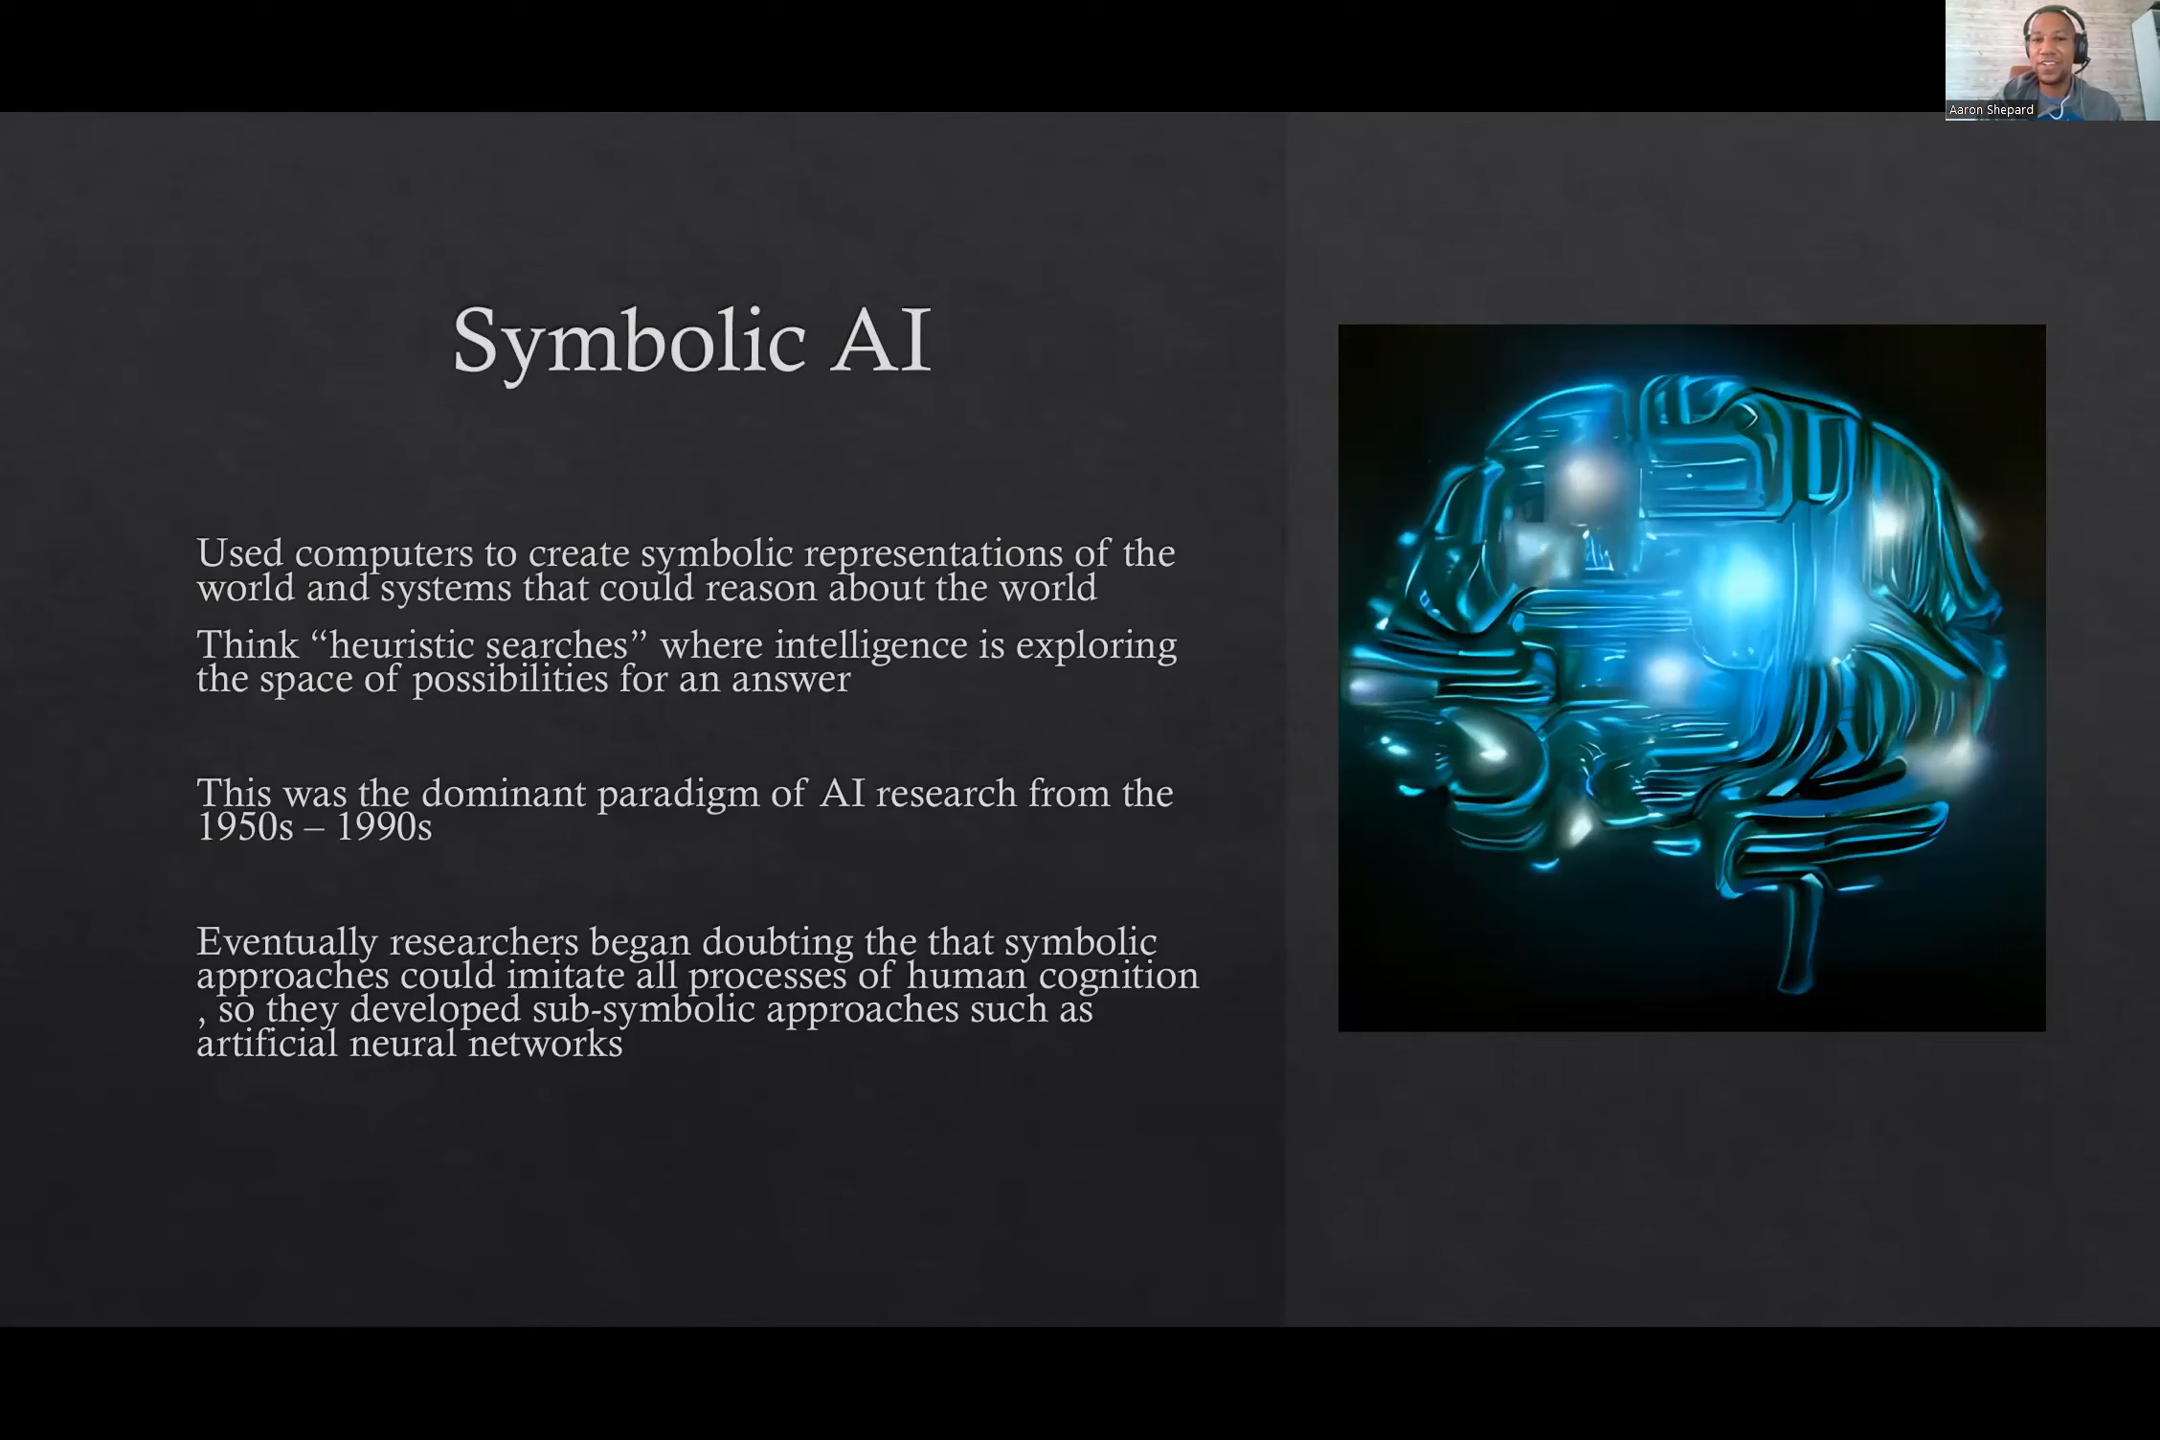 Aaron Shepard
Symbolic AI
Used computers to create symbolic representations of the
world and systems that could reason about the world
Think “heuristic searches” where intelligence is exploring
the space of possibilities for an answer
This was the dominant paradigm of AI research from the
1950s – 1990s
Eventually researchers began doubting the that symbolic
approaches could imitate all processes of human cognition
, so they developed sub-symbolic approaches such as
artificial neural networks